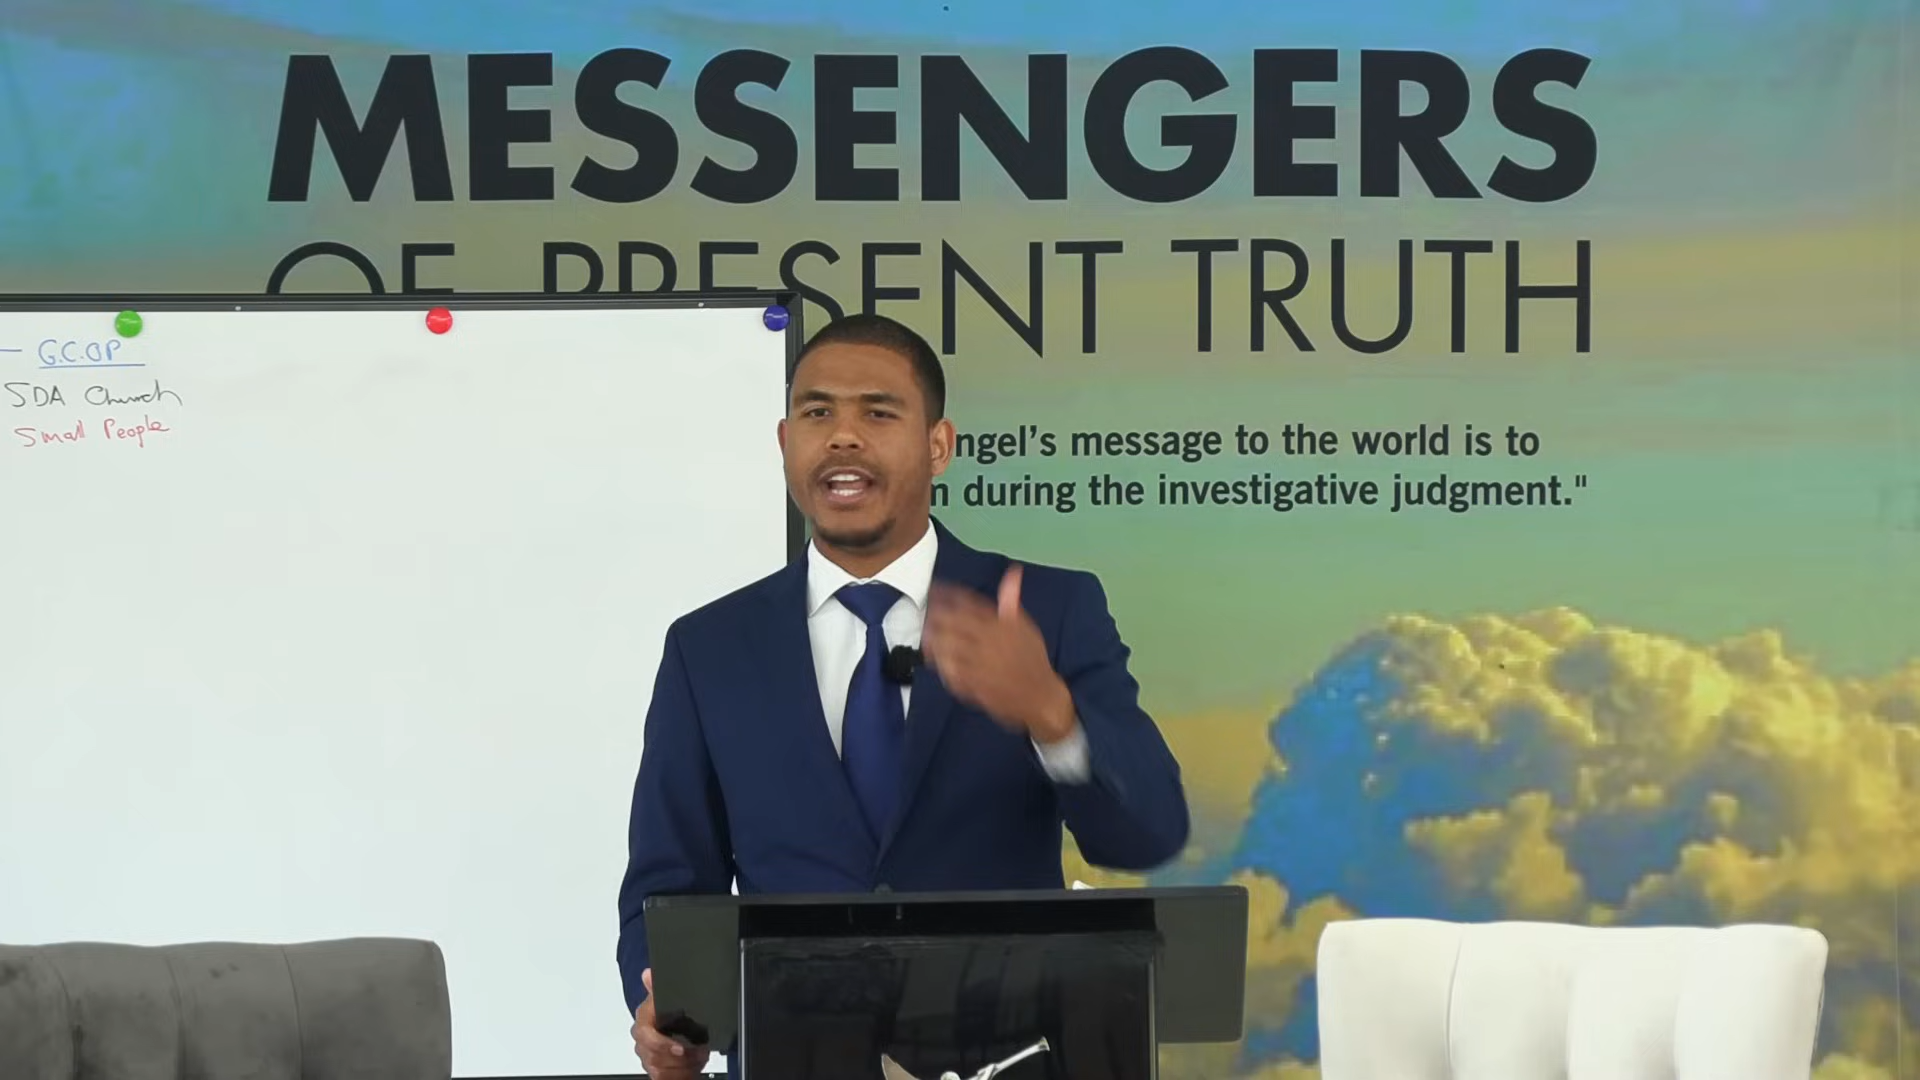 MESSENGERS
OF PRESENT TRUTH
ngel's message to the world is to
n during the investigative judgment."
– G.C.OP
SDA Church
Small People